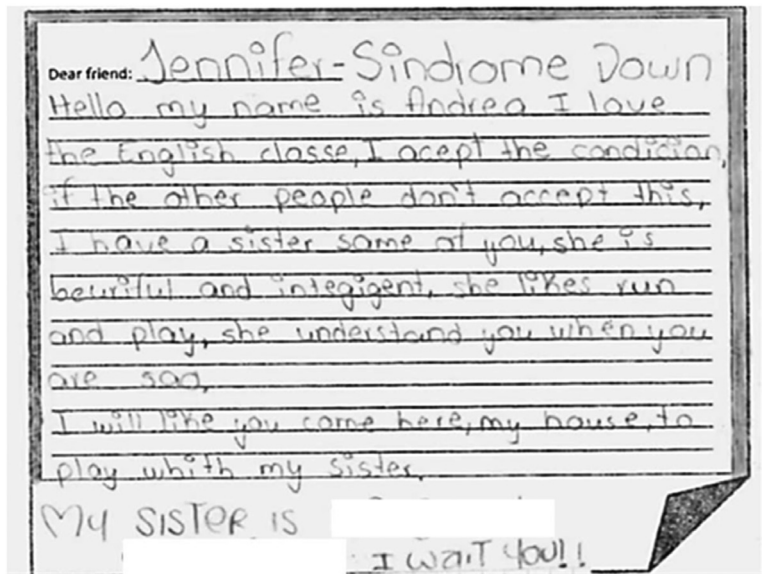 Dear friend: Jennifer-Sindrome Down
Hello my name is Andrea I love
the English classe, I acept the condician,
if the other people don't accept this,
I have a sister same of you, she is
beuriful and integigent, she likes run
and play, she understand you when you
are sad,
I will like you come here, my house, to
play whith my sister.
My SISTER IS
I WAIT YOU!!